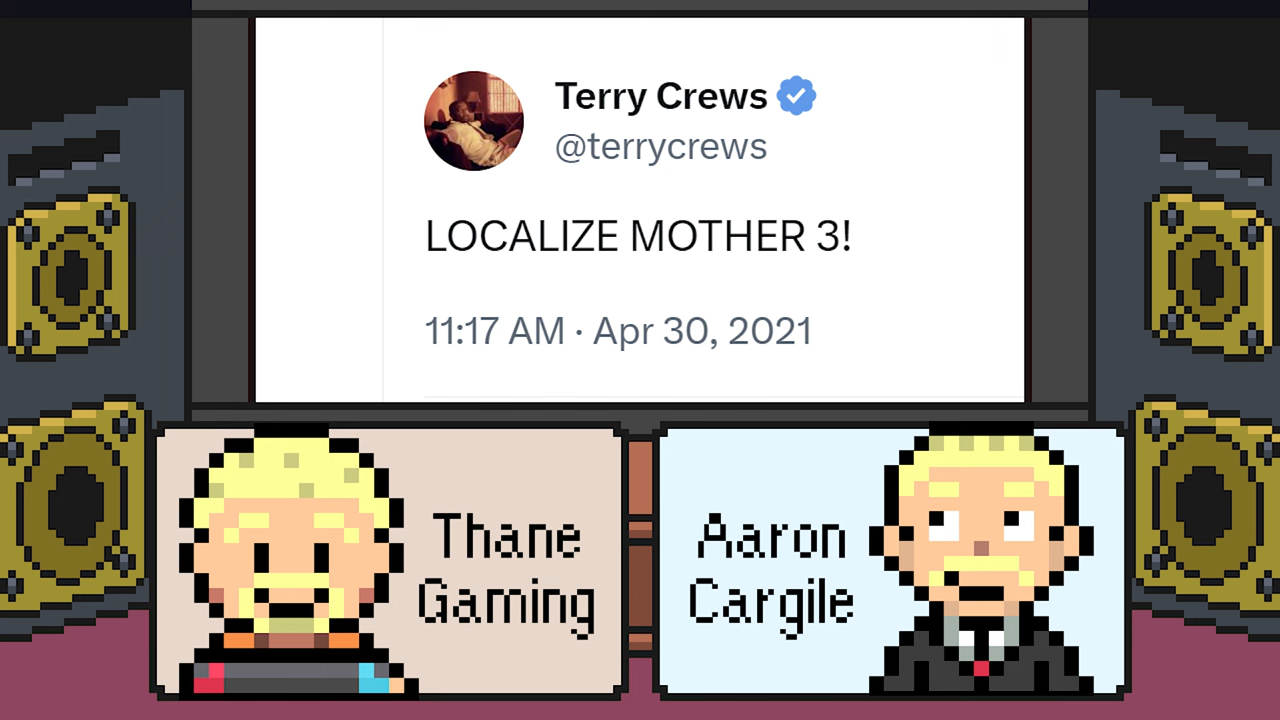 Terry Crews
@terrycrews
LOCALIZE MOTHER 3!
11:17 AM · Apr 30, 2021
Thane
Gaming
Aaron
Cargile